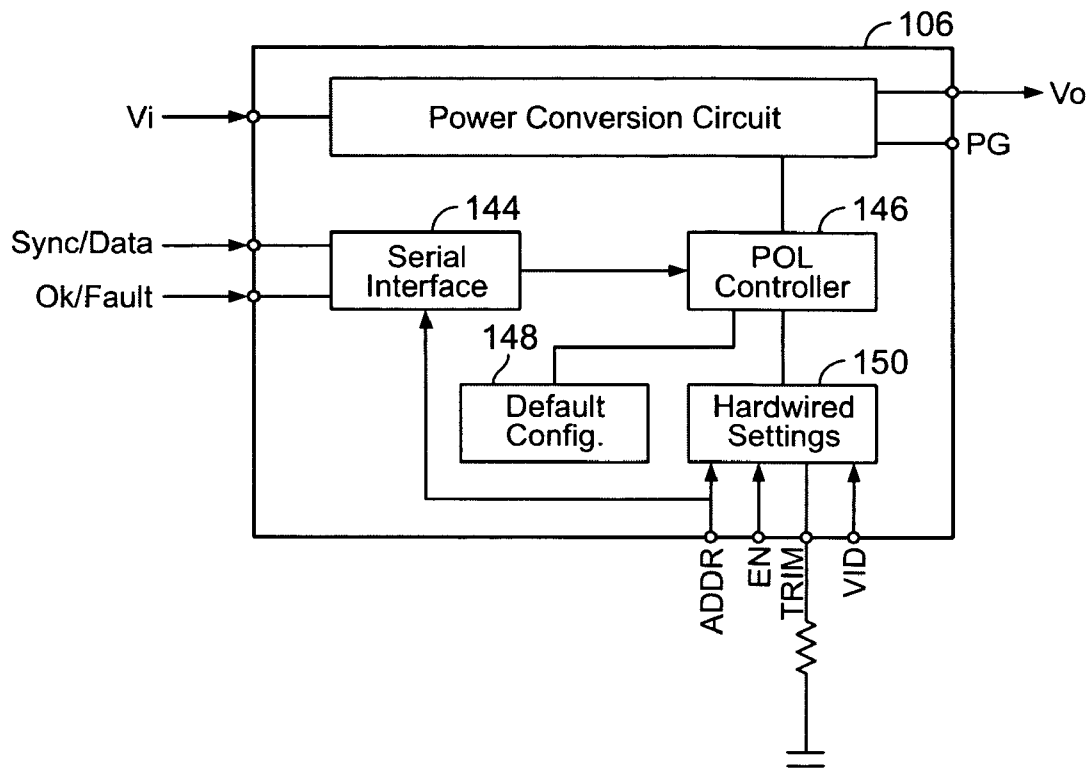 106
Vi
Power Conversion Circuit
Vo
PG
Sync/Data
Ok/Fault
144
Serial
Interface
146
POL
Controller
148
Default
Config.
150
Hardwired
Settings
ADDR
EN
TRIM
VID